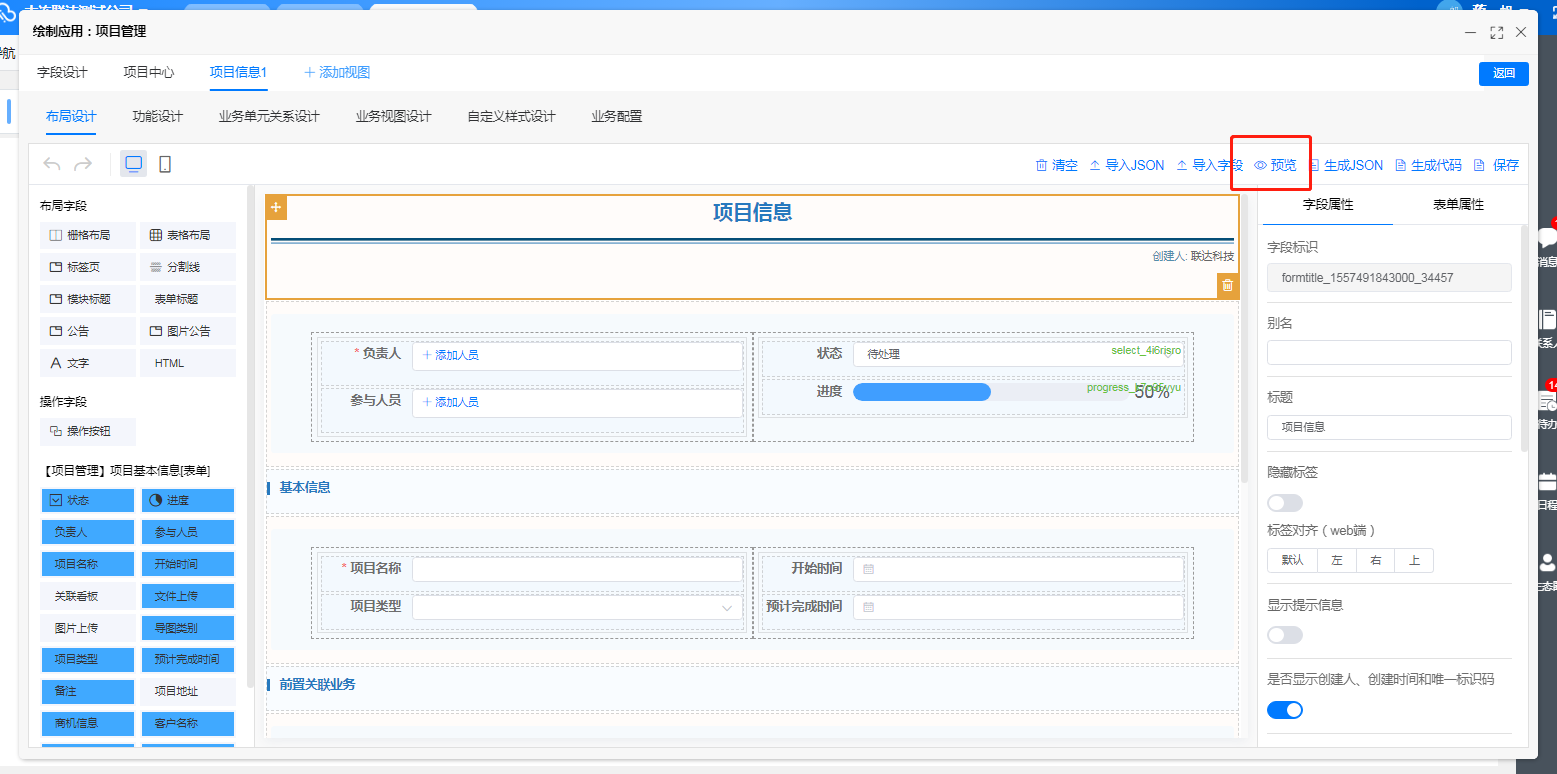 绘制应用：项目管理
航
字段设计 项目中心 项目信息1 添加视图 返回
布局设计 功能设计 业务单元关系设计 业务视图设计 自定义样式设计 业务配置
清空 导入JSON 导入字段 预览 生成JSON 生成代码 保存
布局字段
栅格布局 表格布局
标签页 分割线
模块标题 表单标题
公告 图片公告
文字 HTML
操作字段
操作按钮
【项目管理】项目基本信息[表单]
状态 进度
负责人 参与人员
项目名称 开始时间
关联看板 文件上传
图片上传 导图类别
项目类型 预计完成时间
备注 项目地址
商机信息 客户名称
项目信息
创建人: 联达科技
* 负责人 添加人员
参与人员 添加人员
状态 待处理 select_4i6risro
进度 50%
基本信息
* 项目名称
项目类型
开始时间
预计完成时间
前置关联业务
字段属性 表单属性
字段标识
formtitle_1557491843000_34457
别名
标题
项目信息
隐藏标签
标签对齐（web端）
默认 左 右 上
显示提示信息
是否显示创建人、创建时间和唯一标识码
消息
14